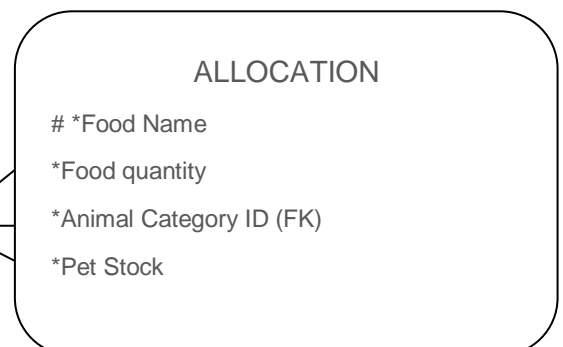 ALLOCATION
# *Food Name
*Food quantity
*Animal Category ID (FK)
*Pet Stock